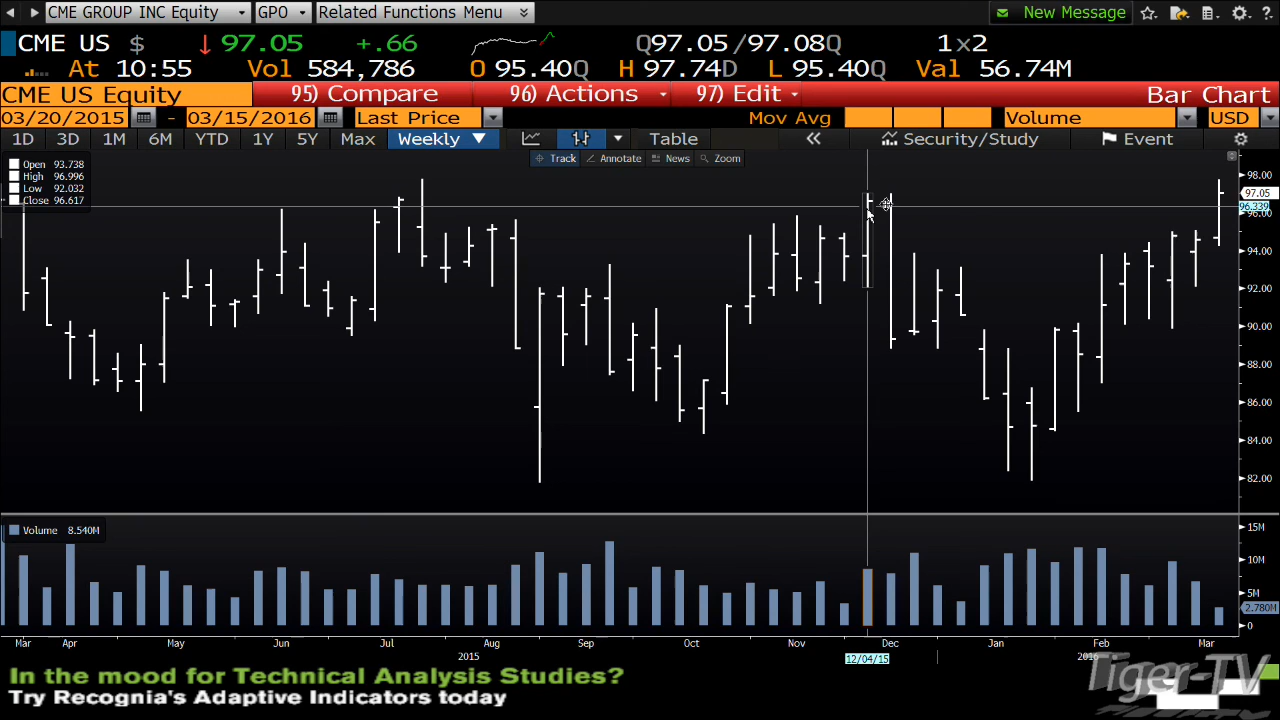 CME GROUP INC Equity GPO Related Functions Menu New Message
CME US $ 97.05 +.66 Q97.05/97.08Q 1x2
At 10:55 Vol 584,786 O 95.40Q H 97.74D L 95.40Q Val 56.74M
CME US Equity 95) Compare 96) Actions 97) Edit Bar Chart
03/20/2015 - 03/15/2016 Last Price Mov Avg Volume USD
1D 3D 1M 6M YTD 1Y 5Y Max Weekly Table Security/Study Event
Track Annotate News Zoom
Open 93.738
High 96.996
Low 92.032
Close 96.617
98.00
97.05
96.339
96.00
94.00
92.00
90.00
88.00
86.00
84.00
82.00
Volume 8.540M
15M
10M
5M
2.780M
0
Mar Apr May Jun Jul Aug Sep Oct Nov Dec Jan Feb Mar
2015 12/04/15 2016
In the mood for Technical Analysis Studies?
Try Recognia's Adaptive Indicators today
Tiger-TV